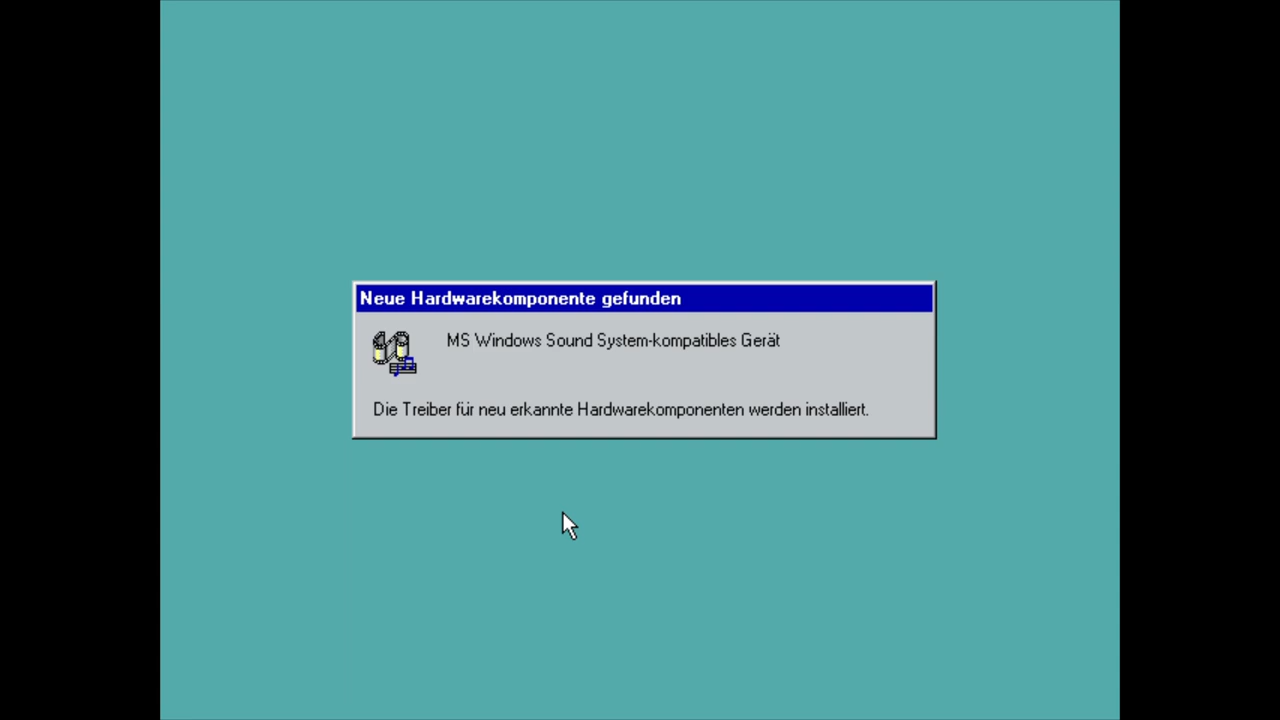 Neue Hardwarekomponente gefunden
MS Windows Sound System-kompatibles Gerät
Die Treiber für neu erkannte Hardwarekomponenten werden installiert.